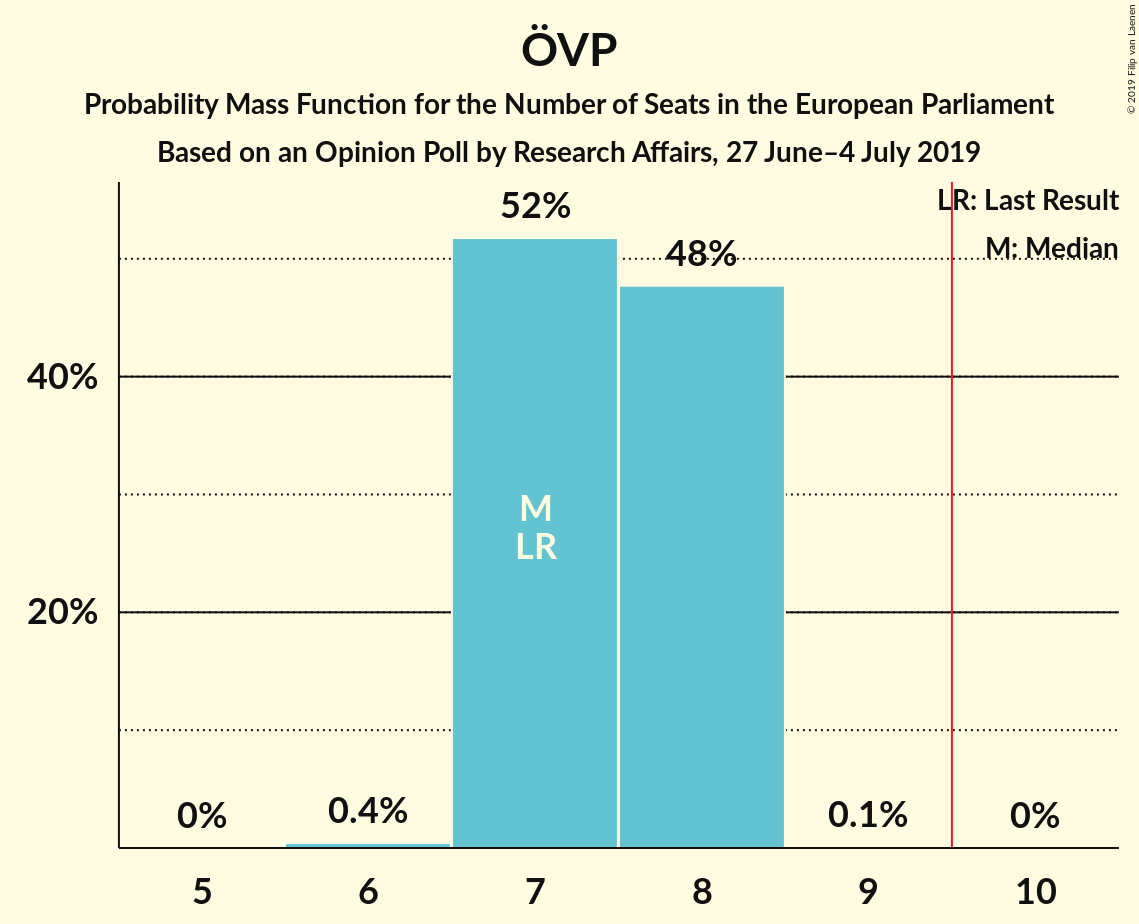 ÖVP
Probability Mass Function for the Number of Seats in the European Parliament
Based on an Opinion Poll by Research Affairs, 27 June–4 July 2019
© 2019 Filip van Laenen
LR: Last Result
M: Median
52%
48%
40%
20%
M
LR
0%
0.4%
0.1%
0%
5
6
7
8
9
10